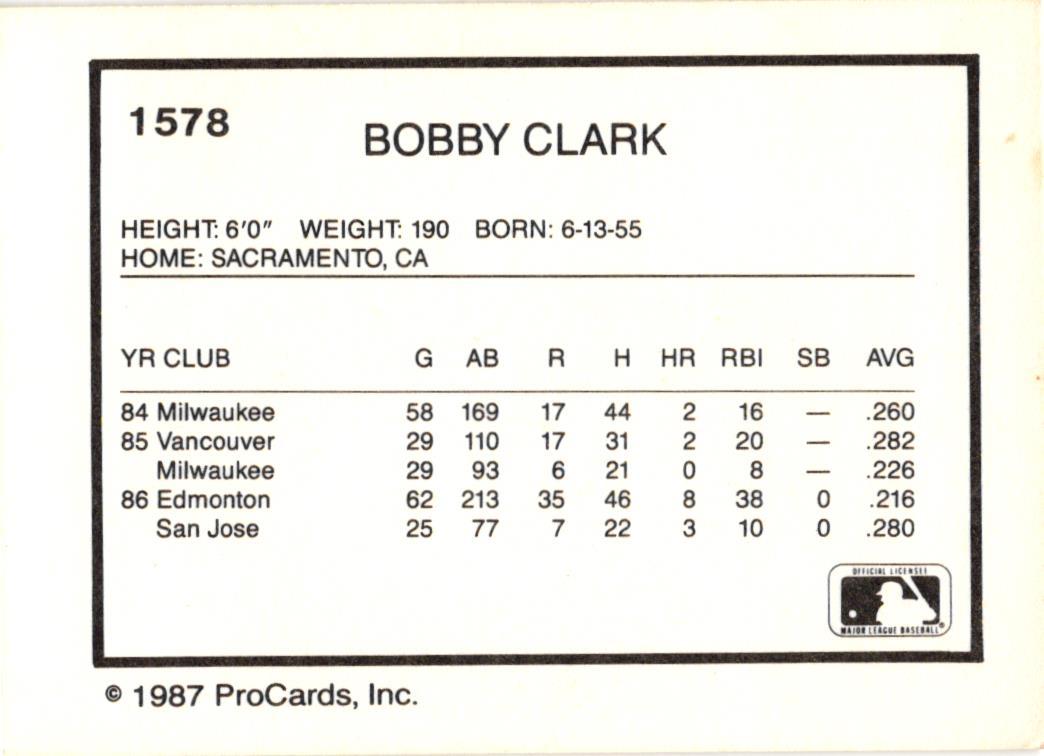 1578
BOBBY CLARK
HEIGHT: 6'0" WEIGHT: 190 BORN: 6-13-55
HOME: SACRAMENTO, CA
YR CLUB G AB R H HR RBI SB AVG
84 Milwaukee 58 169 17 44 2 16 — .260
85 Vancouver 29 110 17 31 2 20 — .282
Milwaukee 29 93 6 21 0 8 — .226
86 Edmonton 62 213 35 46 8 38 0 .216
San Jose 25 77 7 22 3 10 0 .280
OFFICIAL LICENSEE
MAJOR LEAGUE BASEBALL®
© 1987 ProCards, Inc.